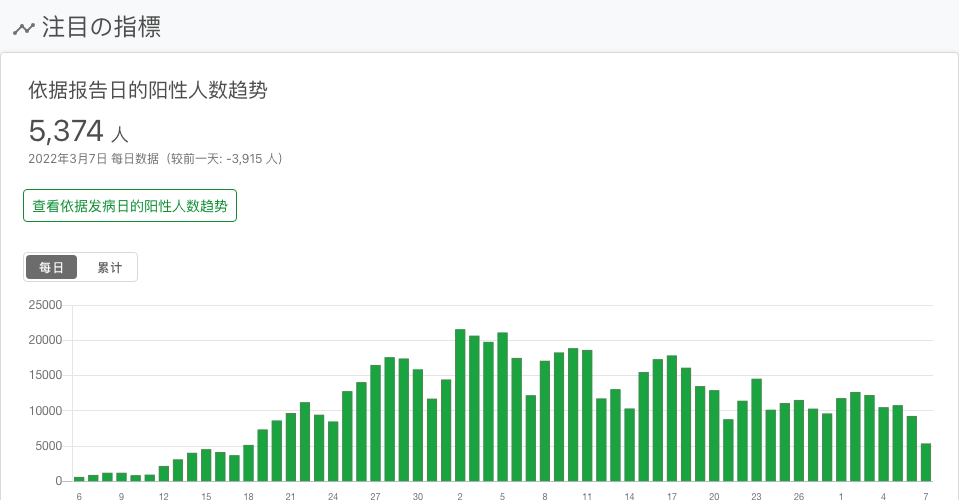 注目の指標
依据报告日的阳性人数趋势
5,374 人
2022年3月7日 每日数据（较前一天: -3,915 人）
查看依据发病日的阳性人数趋势
每日 累计
25000
20000
15000
10000
5000
0
6 9 12 15 18 21 24 27 30 2 5 8 11 14 17 20 23 26 1 4 7